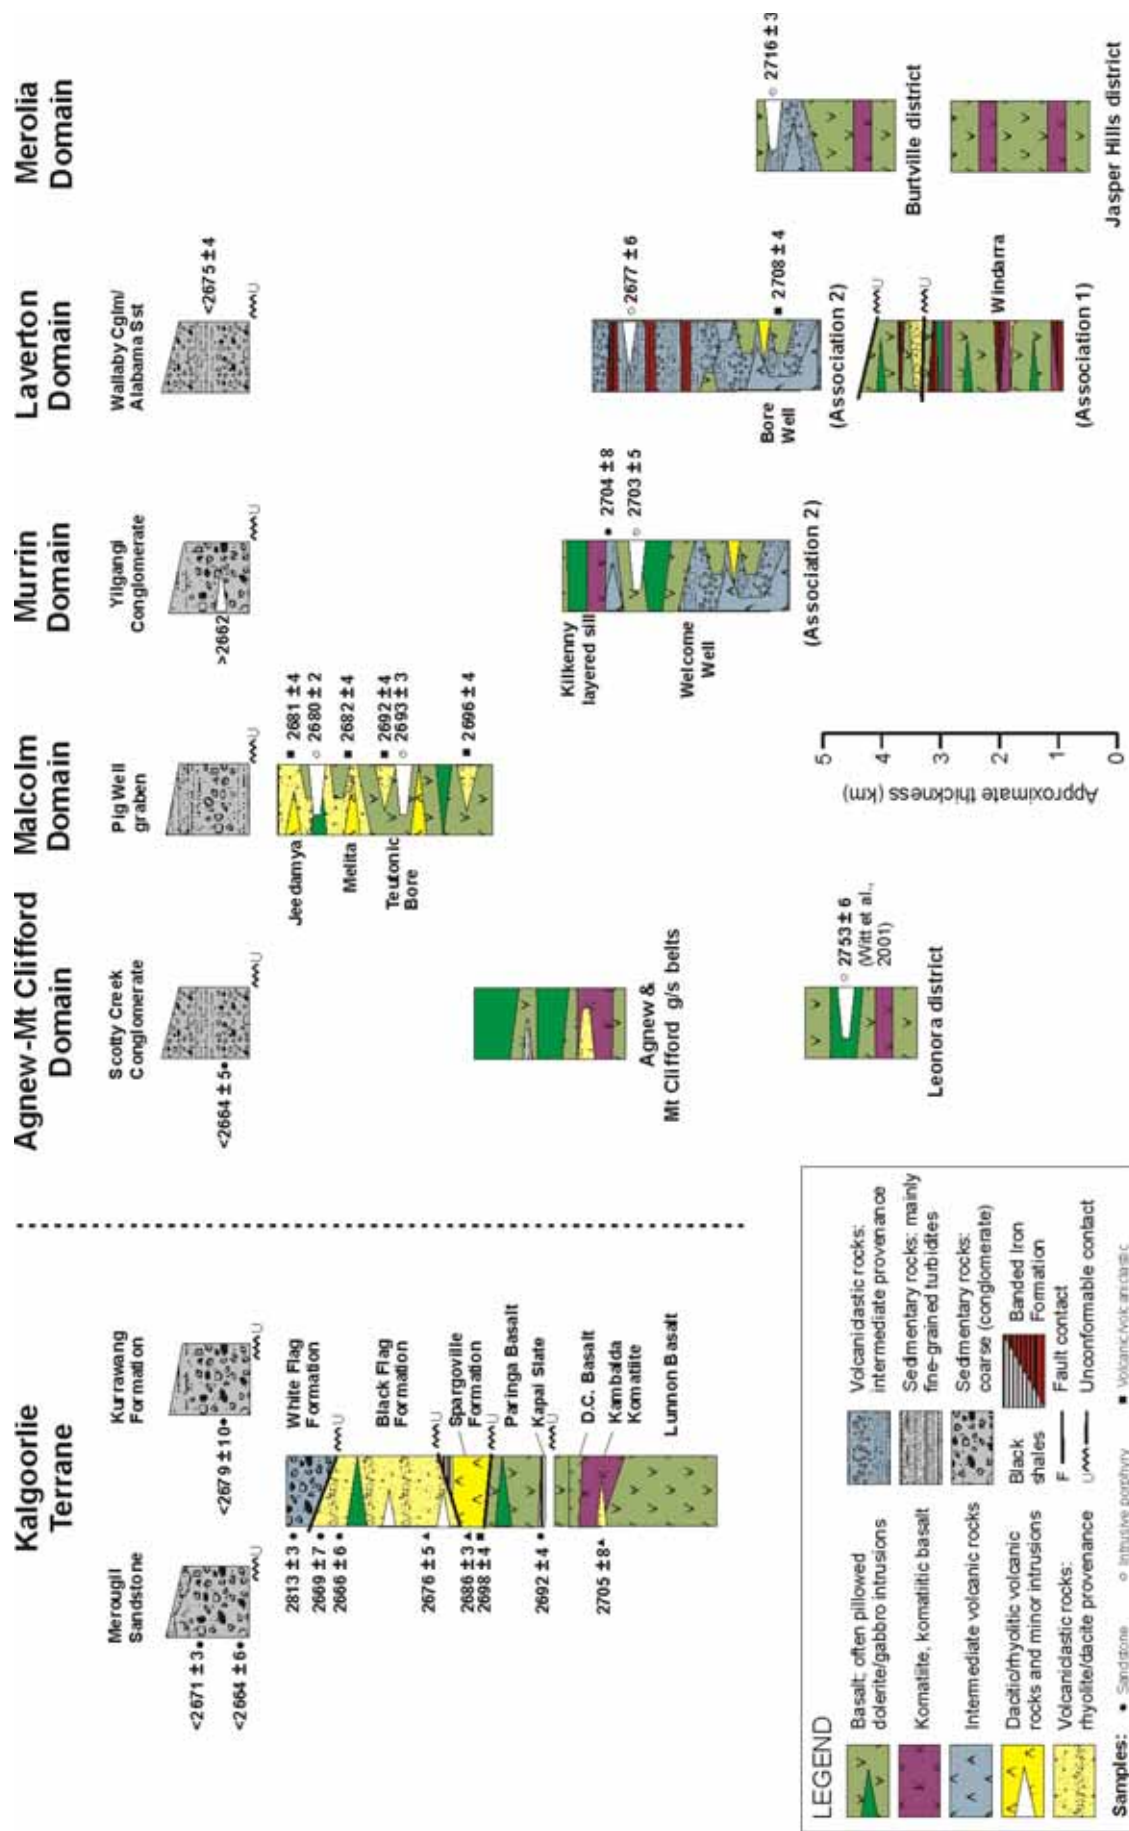 Kalgoorlie
Terrane
Agnew-Mt Clifford
Domain
Malcolm
Domain
Murrin
Domain
Laverton
Domain
Merolia
Domain
Merougil
Sandstone
<2671 ± 3
<2664 ± 6
U
Kurrawang
Formation
<2679 ± 10
U
Scotty Creek
Conglomerate
<2664 ± 5
U
Pig Well
graben
U
Yilgangi
Conglomerate
>2662
U
Wallaby Cglm/
Alabama Sst
<2675 ± 4
U
2813 ± 3
2669 ± 7
2666 ± 6
2676 ± 5
2686 ± 3
2698 ± 4
2692 ± 4
2705 ± 8
White Flag
Formation
U
Black Flag
Formation
U
Spargoville
Formation
U
Paringa Basalt
Kapai Slate
U
D.C. Basalt
Kambalda
Komatiite
Lunnon Basalt
Agnew &
Mt Clifford g/s belts
2753 ± 6
(Witt et al.,
2001)
Leonora district
Jeedamya
Melita
Teutonic
Bore
2681 ± 4
2680 ± 2
2682 ± 4
2692 ± 4
2693 ± 3
2696 ± 4
Kilkenny
layered sill
Welcome
Well
2704 ± 8
2703 ± 5
(Association 2)
2677 ± 6
2708 ± 4
Bore
Well
(Association 2)
U
U
Windarra
(Association 1)
2716 ± 3
Burtville district
Jasper Hills district
5
4
3
2
1
0
Approximate thickness (km)
LEGEND
Basalt; often pillowed
dolerite/gabbro intrusions
Komatiite, komatiitic basalt
Intermediate volcanic rocks
Dacitic/rhyolitic volcanic
rocks and minor intrusions
Volcaniclastic rocks:
rhyolite/dacite provenance
Volcaniclastic rocks:
intermediate provenance
Sedimentary rocks: mainly
fine-grained turbidites
Sedimentary rocks:
coarse (conglomerate)
Black
shales
Banded Iron
Formation
F Fault contact
U Unconformable contact
Samples: Sandstone Intrusive porphyry Volcanic/volcaniclastic